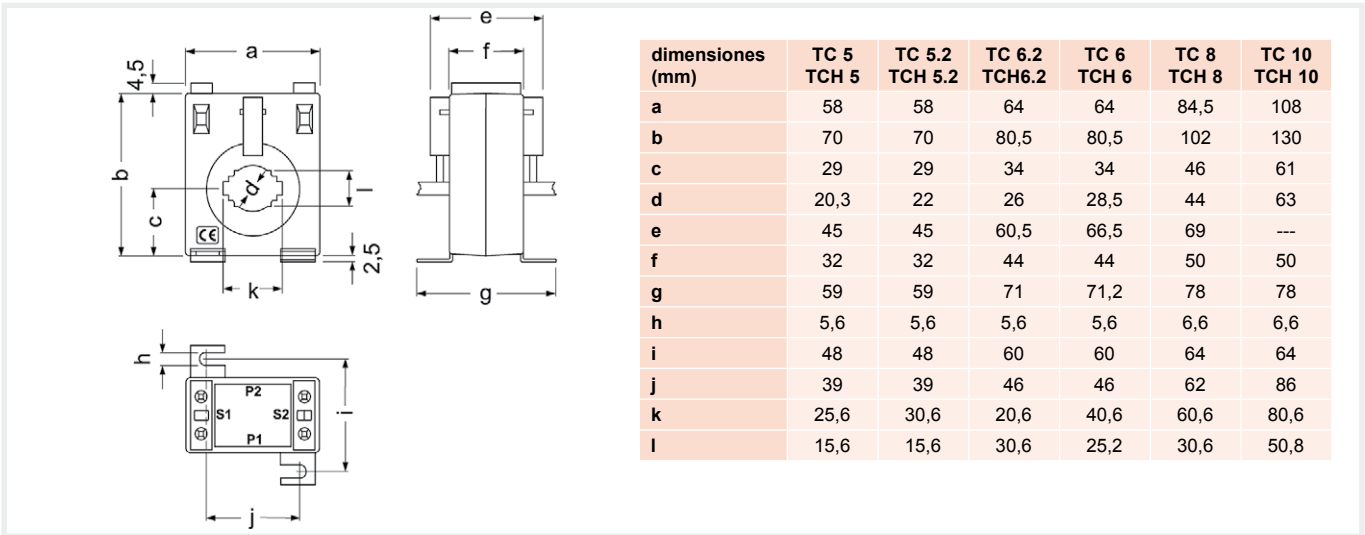 e
a
f
4,5
b
c
d
l
CE
2,5
k
g
h
P2
S1 S2
P1
i
j
dimensiones (mm) TC 5 TCH 5 TC 5.2 TCH 5.2 TC 6.2 TCH6.2 TC 6 TCH 6 TC 8 TCH 8 TC 10 TCH 10
a 58 58 64 64 84,5 108
b 70 70 80,5 80,5 102 130
c 29 29 34 34 46 61
d 20,3 22 26 28,5 44 63
e 45 45 60,5 66,5 69 ---
f 32 32 44 44 50 50
g 59 59 71 71,2 78 78
h 5,6 5,6 5,6 5,6 6,6 6,6
i 48 48 60 60 64 64
j 39 39 46 46 62 86
k 25,6 30,6 20,6 40,6 60,6 80,6
l 15,6 15,6 30,6 25,2 30,6 50,8